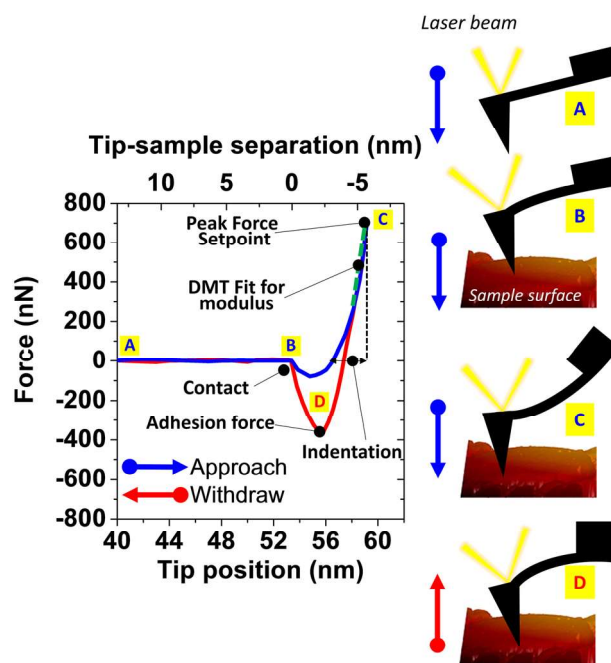 Laser beam
A
Tip-sample separation (nm)
10 5 0 -5
B
800
600
400
200
0
-200
-400
-600
-800
Force (nN)
Peak Force
Setpoint
C
DMT Fit for
modulus
A
B
Contact
D
Adhesion force
Indentation
Approach
Withdraw
40 44 48 52 56 60
Tip position (nm)
Sample surface
C
D